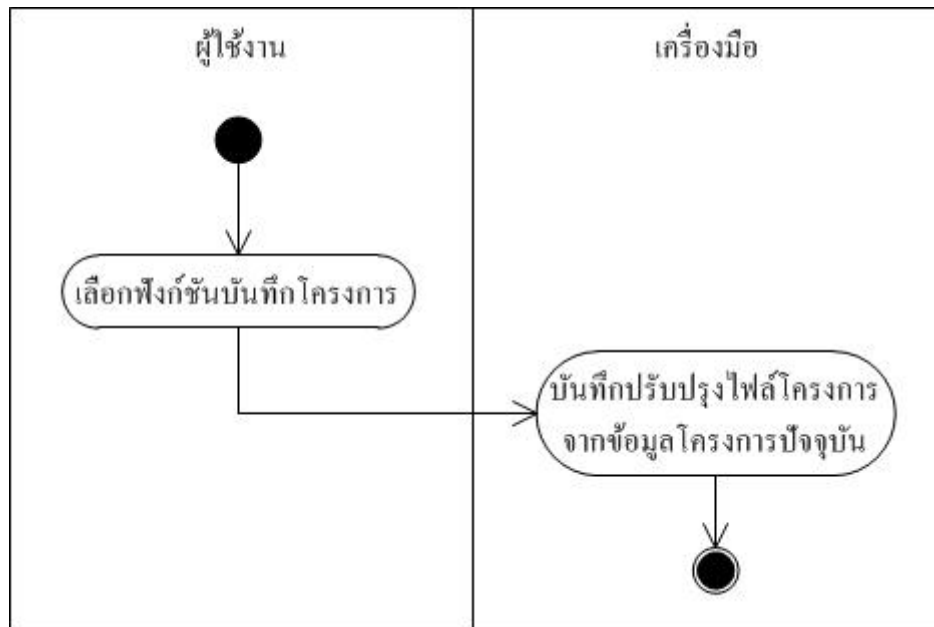 ผู้ใช้งาน
เครื่องมือ
เลือกฟังก์ชันบันทึกโครงการ
บันทึกปรับปรุงไฟล์โครงการ
จากข้อมูลโครงการปัจจุบัน